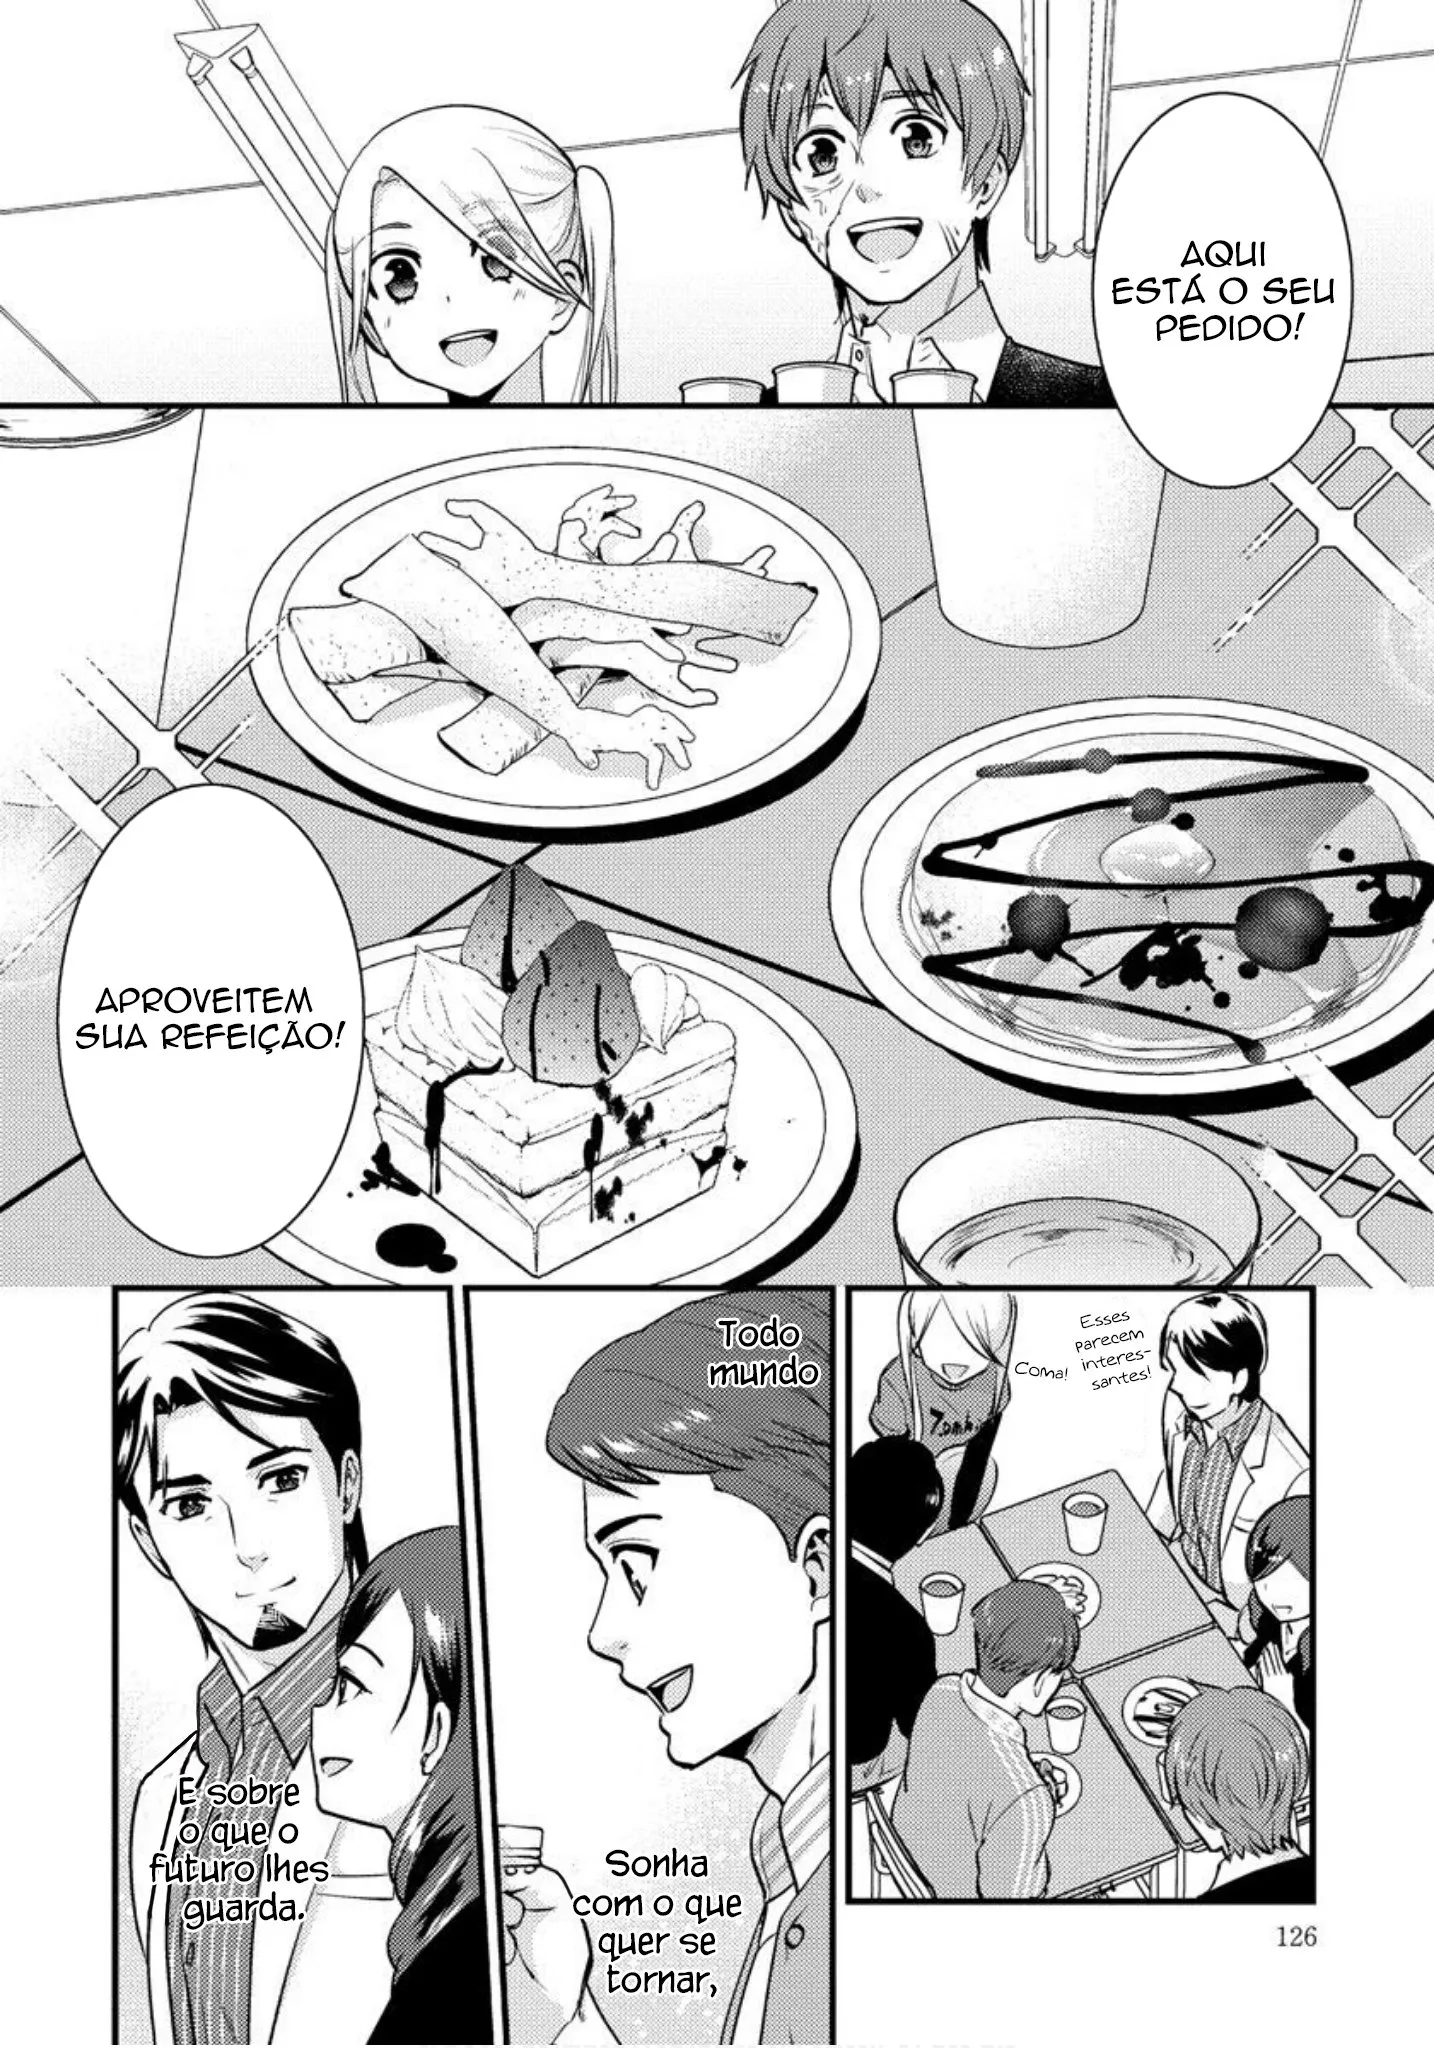 AQUI
ESTÁ O SEU
PEDIDO!
APROVEITEM
SUA REFEIÇÃO!
Esses
parecem
interes-
santes!
Coma!
Todo
mundo
Sonha
com o que
quer se
tornar,
E sobre
o que o
futuro lhes
guarda.
126